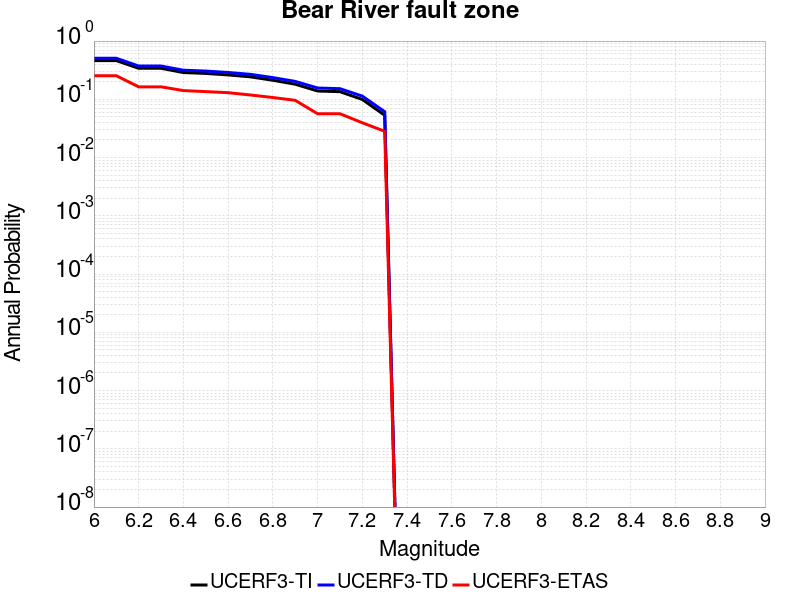 Bear River fault zone
10^0
10^-1
10^-2
10^-3
10^-4
10^-5
10^-6
10^-7
10^-8
Annual Probability
6 6.2 6.4 6.6 6.8 7 7.2 7.4 7.6 7.8 8 8.2 8.4 8.6 8.8 9
Magnitude
UCERF3-TI UCERF3-TD UCERF3-ETAS